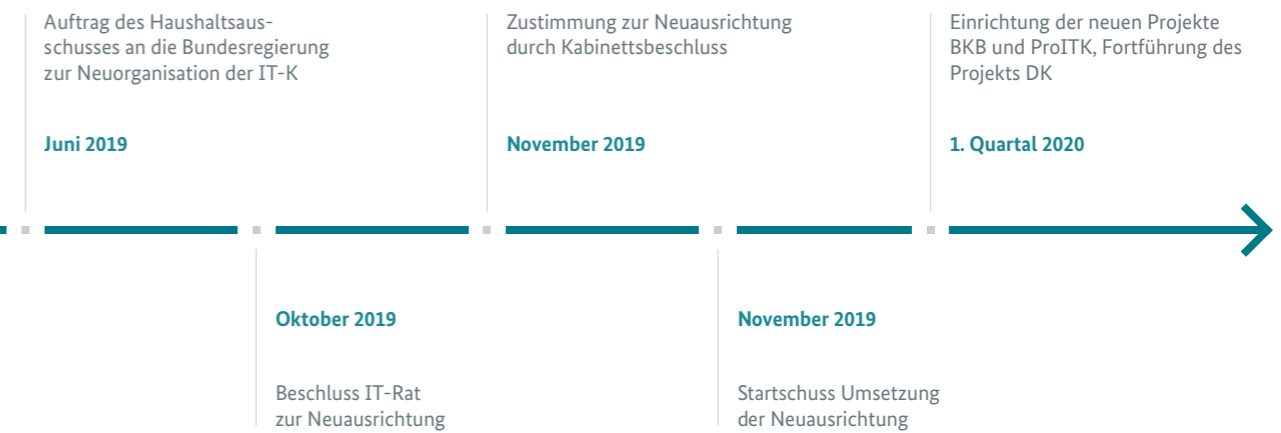 Auftrag des Haushaltsaus-
schusses an die Bundesregierung
zur Neuorganisation der IT-K
Juni 2019
Oktober 2019
Beschluss IT-Rat
zur Neuausrichtung
Zustimmung zur Neuausrichtung
durch Kabinettsbeschluss
November 2019
November 2019
Startschuss Umsetzung
der Neuausrichtung
Einrichtung der neuen Projekte
BKB und ProITK, Fortführung des
Projekts DK
1. Quartal 2020